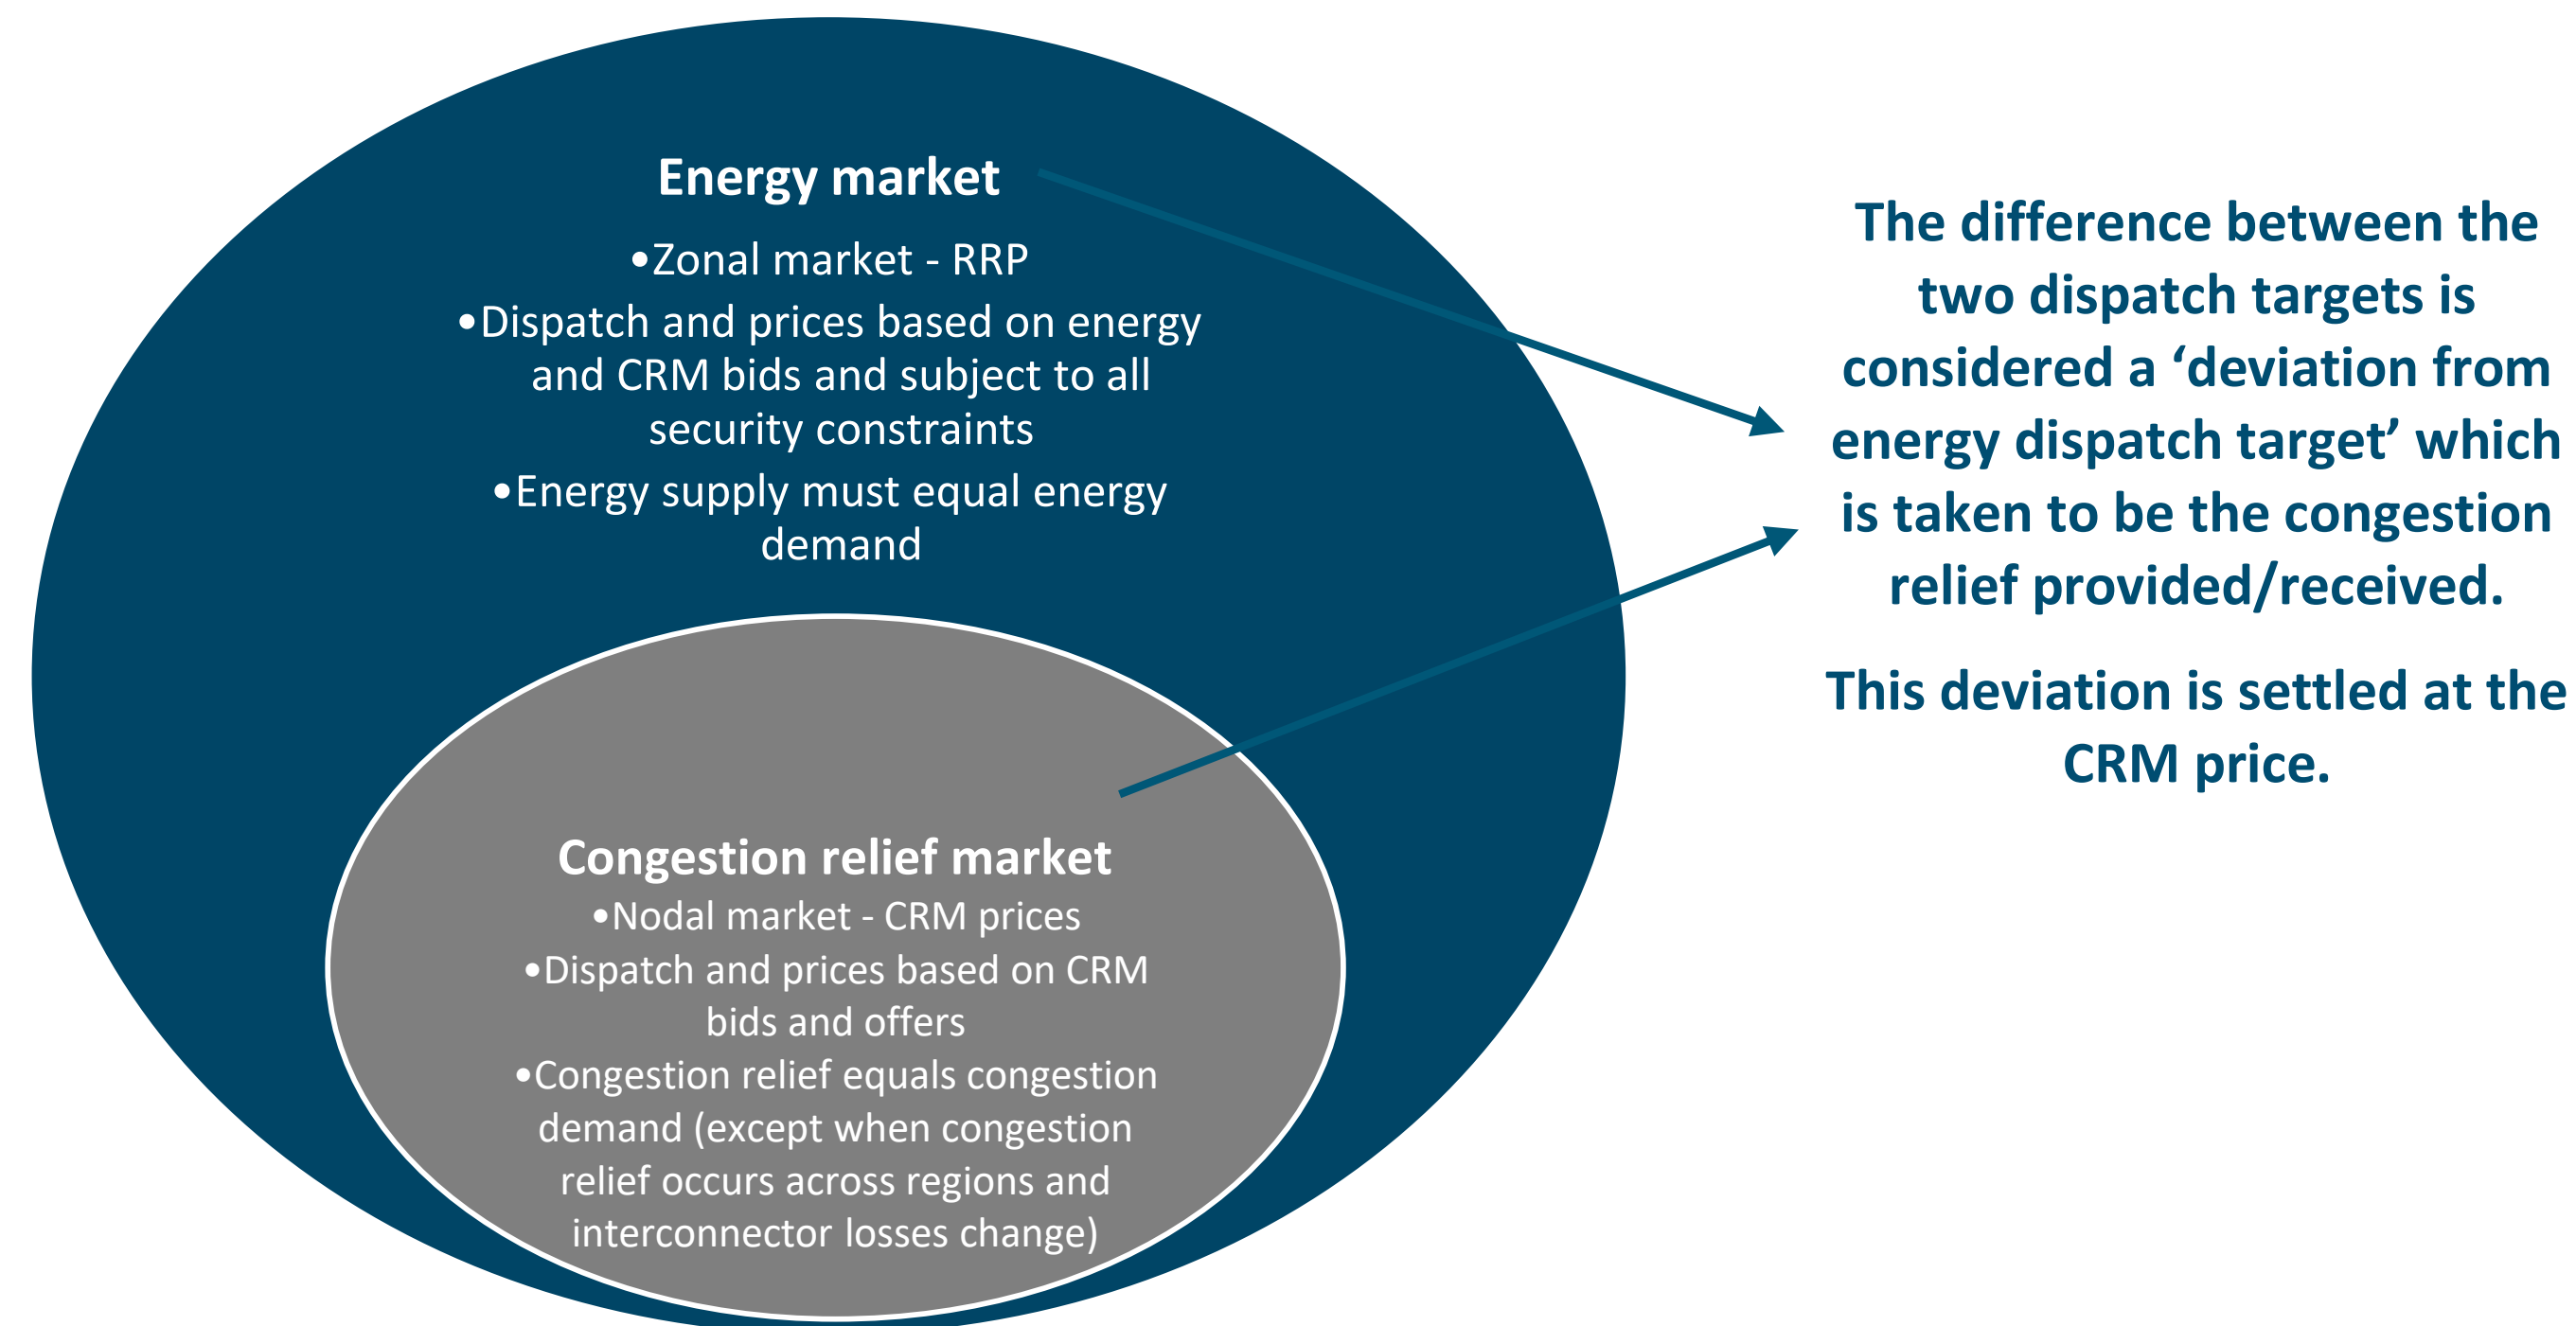 Energy market
•Zonal market - RRP
•Dispatch and prices based on energy
and CRM bids and subject to all
security constraints
•Energy supply must equal energy
demand
Congestion relief market
•Nodal market - CRM prices
•Dispatch and prices based on CRM
bids and offers
•Congestion relief equals congestion
demand (except when congestion
relief occurs across regions and
interconnector losses change)
The difference between the
two dispatch targets is
considered a ‘deviation from
energy dispatch target’ which
is taken to be the congestion
relief provided/received.
This deviation is settled at the
CRM price.